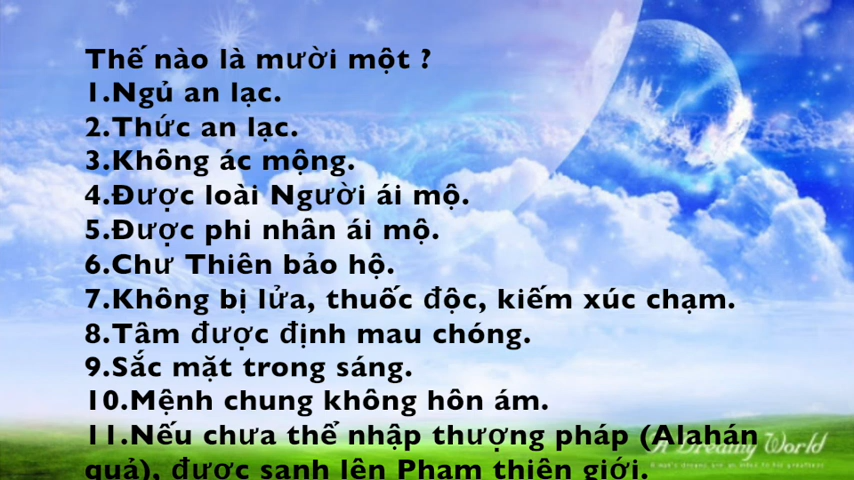 Thế nào là mười một ?
1.Ngủ an lạc.
2.Thức an lạc.
3.Không ác mộng.
4.Được loài Người ái mộ.
5.Được phi nhân ái mộ.
6.Chư Thiên bảo hộ.
7.Không bị lửa, thuốc độc, kiếm xúc chạm.
8.Tâm được định mau chóng.
9.Sắc mặt trong sáng.
10.Mệnh chung không hôn ám.
11.Nếu chưa thể nhập thượng pháp (Alahán
quả), được sanh lên Phạm thiên giới.
A Dreamy World